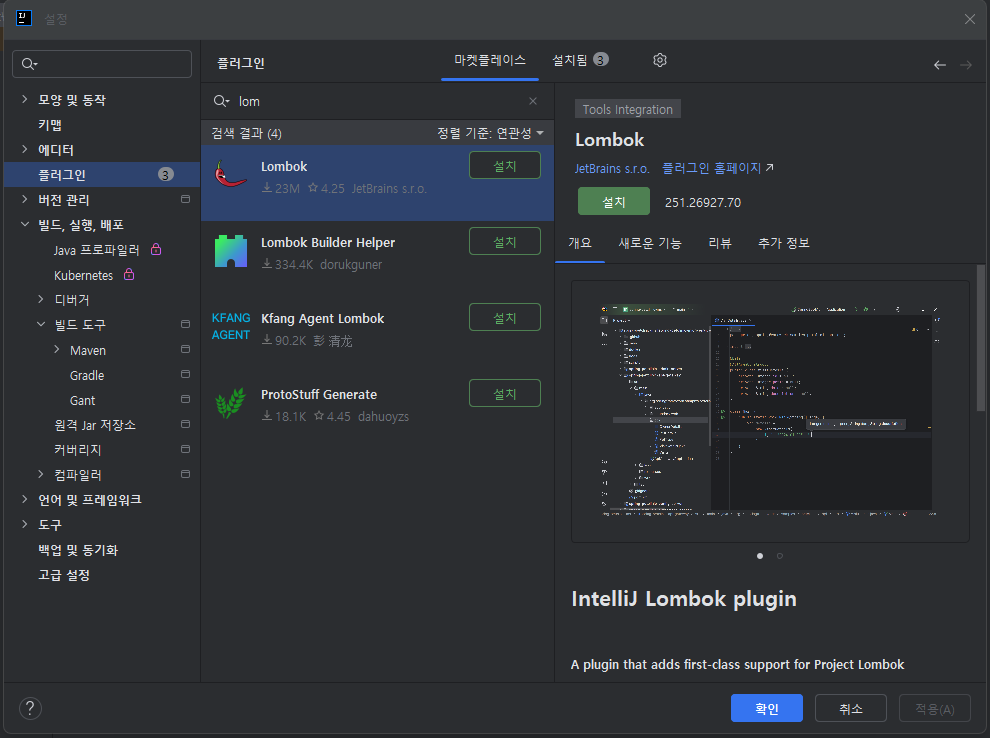 설정
플러그인
마켓플레이스
설치됨 3
모양 및 동작
키맵
에디터
플러그인 3
버전 관리
빌드, 실행, 배포
Java 프로파일러
Kubernetes
디버거
빌드 도구
Maven
Gradle
Gant
원격 Jar 저장소
커버리지
컴파일러
언어 및 프레임워크
도구
백업 및 동기화
고급 설정
lom
검색 결과 (4) 정렬 기준: 연관성
Lombok
23M 4.25 JetBrains s.r.o.
설치
Lombok Builder Helper
334.4K dorukguner
설치
KFANG
AGENT
Kfang Agent Lombok
90.2K 彭 清龙
설치
ProtoStuff Generate
18.1K 4.45 dahuoyzs
설치
Tools Integration
Lombok
JetBrains s.r.o. 플러그인 홈페이지
설치 251.26927.70
개요 새로운 기능 리뷰 추가 정보
IntelliJ Lombok plugin
A plugin that adds first-class support for Project Lombok
?
확인 취소 적용(A)